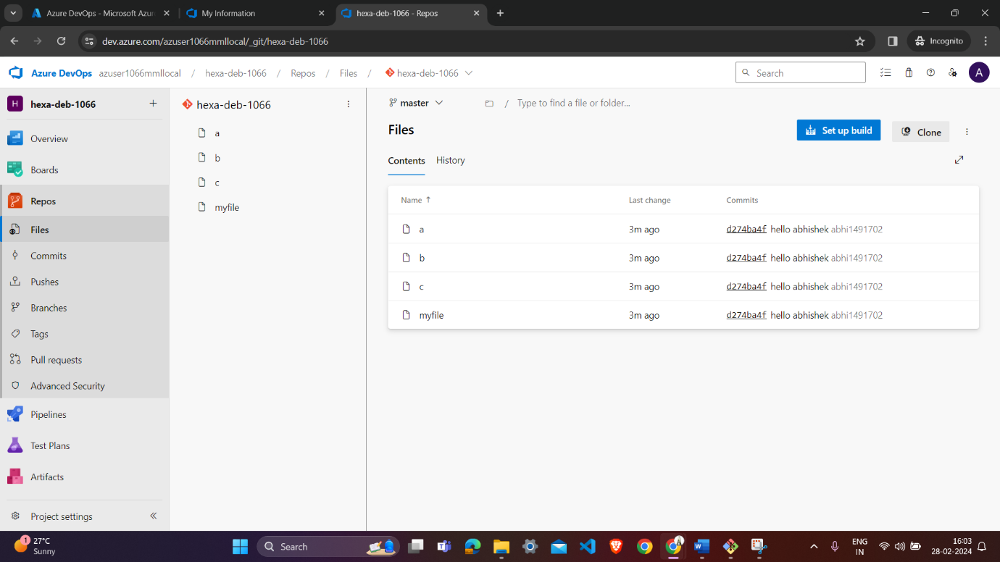 Azure DevOps - Microsoft Azur
My Information
hexa-deb-1066 - Repos
dev.azure.com/azuser1066mmllocal/_git/hexa-deb-1066
Incognito
Azure DevOps azuser1066mmllocal / hexa-deb-1066 / Repos / Files / hexa-deb-1066
Search
A
H hexa-deb-1066
Overview
Boards
Repos
Files
Commits
Pushes
Branches
Tags
Pull requests
Advanced Security
Pipelines
Test Plans
Artifacts
Project settings
hexa-deb-1066
a
b
c
myfile
master
/ Type to find a file or folder...
Files
Set up build
Clone
Contents History
Name ↑ Last change Commits
a 3m ago d274ba4f hello abhishek abhi1491702
b 3m ago d274ba4f hello abhishek abhi1491702
c 3m ago d274ba4f hello abhishek abhi1491702
myfile 3m ago d274ba4f hello abhishek abhi1491702
1
27°C
Sunny
Search
ENG
IN
16:03
28-02-2024